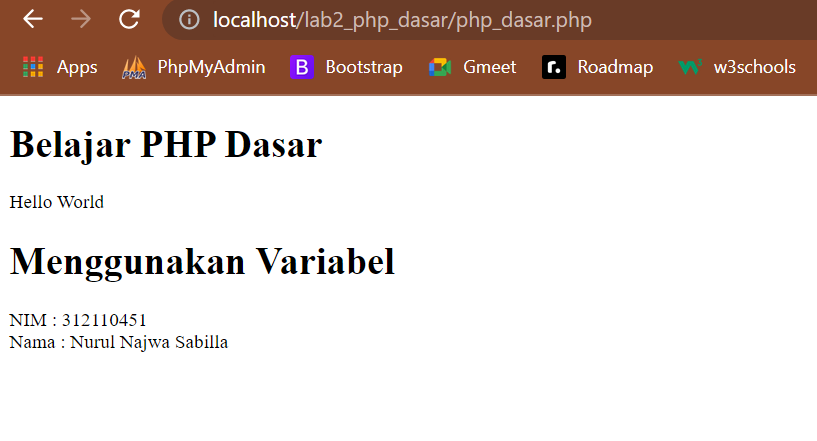 localhost/lab2_php_dasar/php_dasar.php
Apps PMA PhpMyAdmin B Bootstrap Gmeet r. Roadmap w3schools
Belajar PHP Dasar
Hello World
Menggunakan Variabel
NIM : 312110451
Nama : Nurul Najwa Sabilla